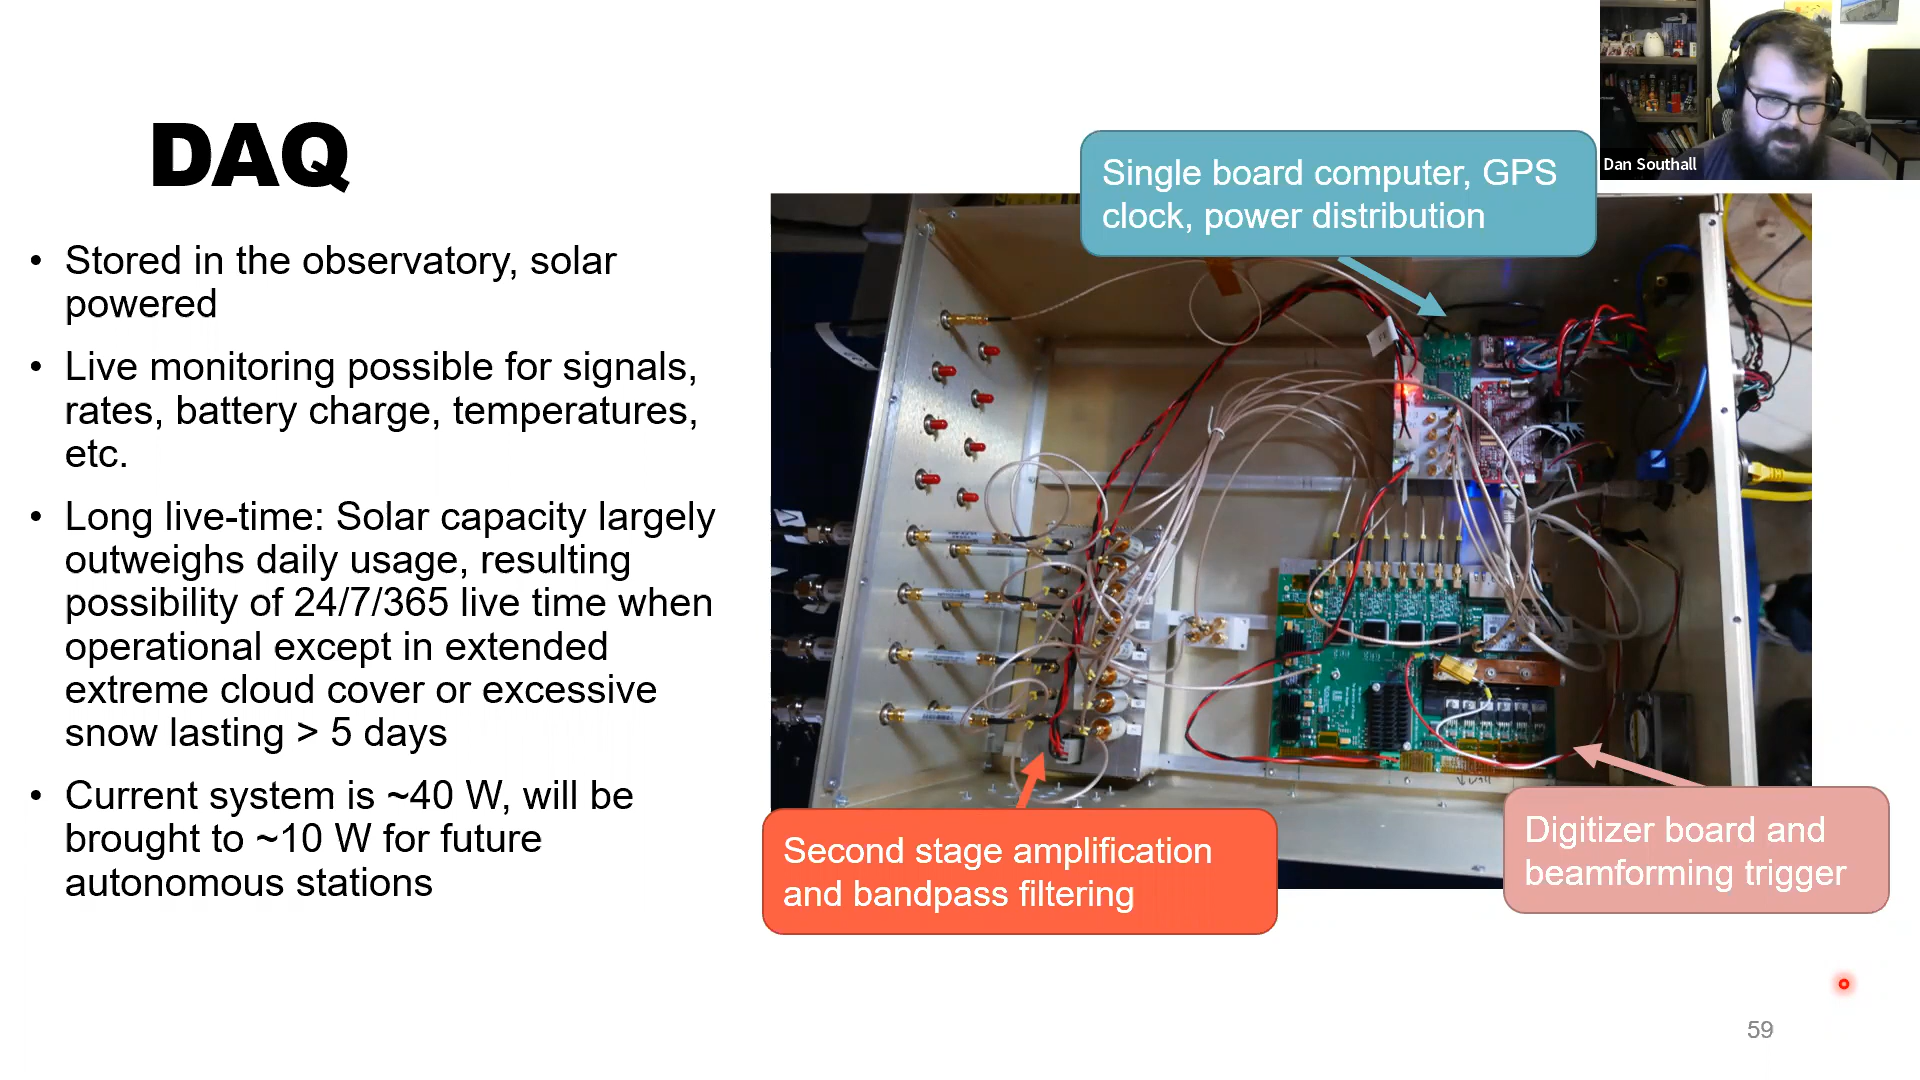 DAQ
• Stored in the observatory, solar
powered
• Live monitoring possible for signals,
rates, battery charge, temperatures,
etc.
• Long live-time: Solar capacity largely
outweighs daily usage, resulting
possibility of 24/7/365 live time when
operational except in extended
extreme cloud cover or excessive
snow lasting > 5 days
• Current system is ~40 W, will be
brought to ~10 W for future
autonomous stations
Single board computer, GPS
clock, power distribution
Dan Southall
Second stage amplification
and bandpass filtering
Digitizer board and
beamforming trigger
59